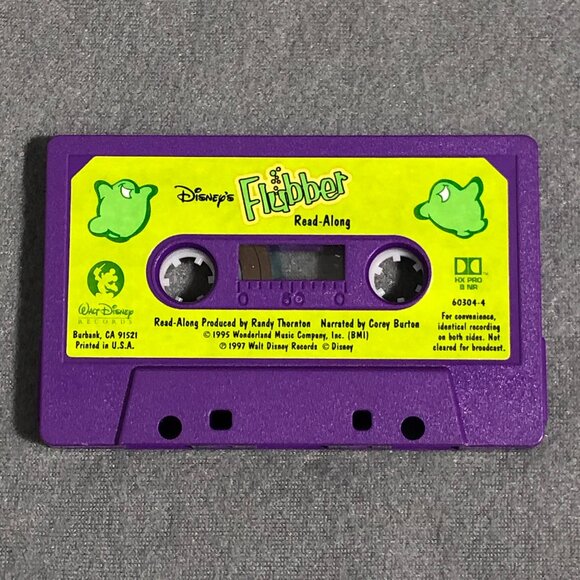 Disney's Flubber
Read-Along
Walt Disney
RECORDS
Burbank, CA 91521
Printed in U.S.A.
HX PRO
B NR
60304-4
For convenience,
identical recording
on both sides. Not
cleared for broadcast.
Read-Along Produced by Randy Thornton Narrated by Corey Burton
© 1995 Wonderland Music Company, Inc. (BMI)
℗ 1997 Walt Disney Records © Disney